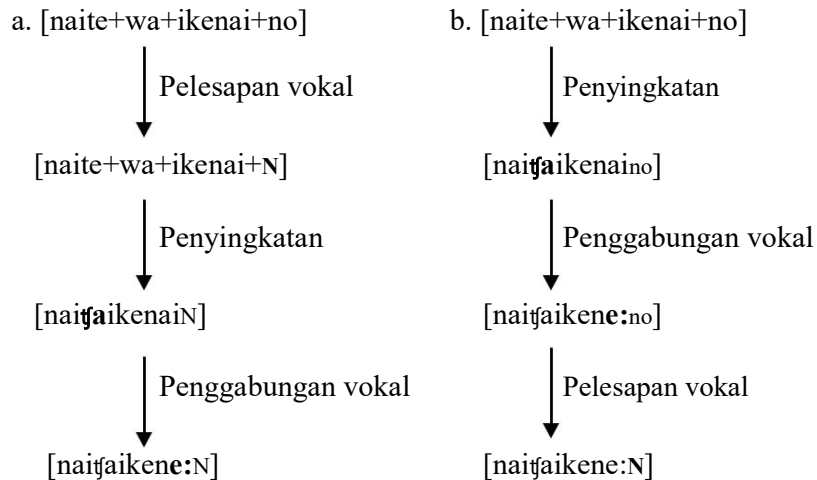 a. [naite+wa+ikenai+no]
b. [naite+wa+ikenai+no]
Pelesapan vokal
Penyingkatan
[naite+wa+ikenai+N]
[naiʧaikenaino]
Penyingkatan
Penggabungan vokal
[naiʧaikenaiN]
[naiʧaikene:no]
Penggabungan vokal
Pelesapan vokal
[naiʧaikene:N]
[naiʧaikene:N]